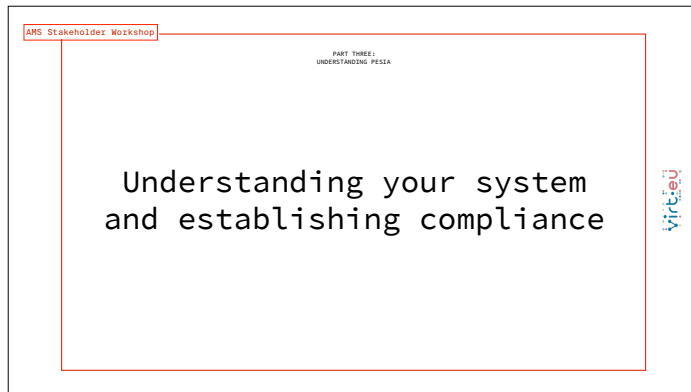 AMS Stakeholder Workshop
PART THREE:
UNDERSTANDING PESIA
Understanding your system
and establishing compliance
virt:eu